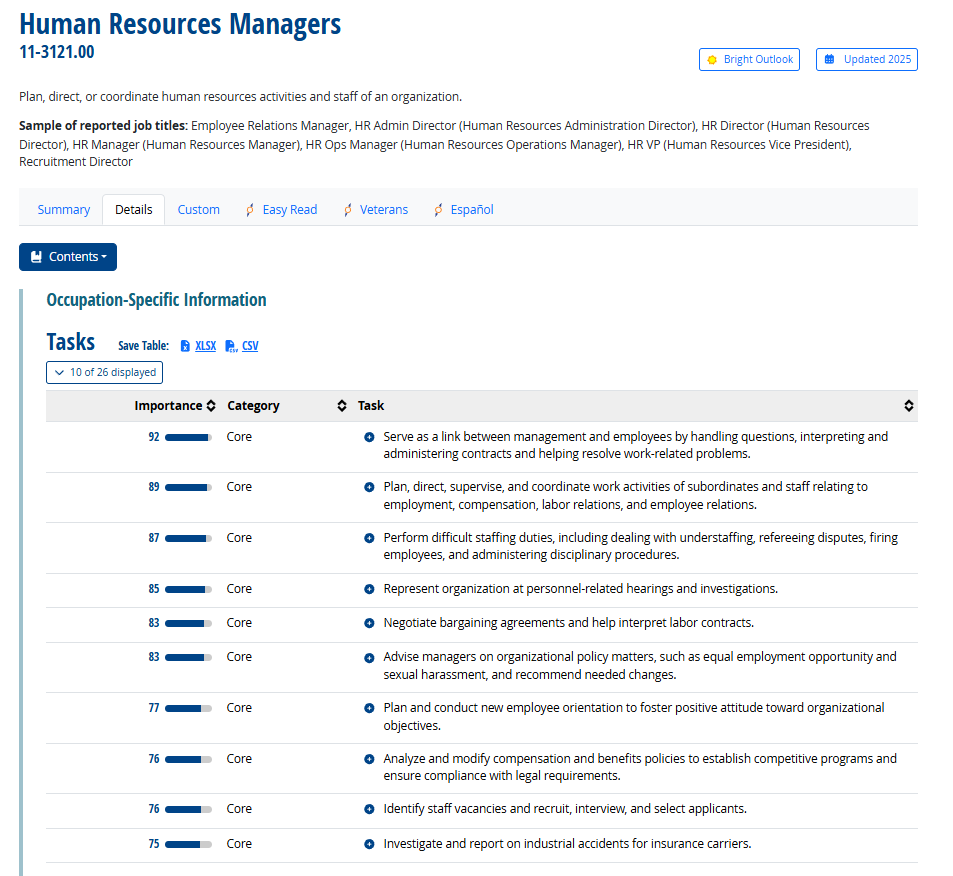 Human Resources Managers
11-3121.00
Bright Outlook
Updated 2025
Plan, direct, or coordinate human resources activities and staff of an organization.
Sample of reported job titles: Employee Relations Manager, HR Admin Director (Human Resources Administration Director), HR Director (Human Resources
Director), HR Manager (Human Resources Manager), HR Ops Manager (Human Resources Operations Manager), HR VP (Human Resources Vice President),
Recruitment Director
Summary Details Custom Easy Read Veterans Español
Contents
Occupation-Specific Information
Tasks Save Table: XLSX CSV
10 of 26 displayed
Importance Category Task
92 Core Serve as a link between management and employees by handling questions, interpreting and
administering contracts and helping resolve work-related problems.
89 Core Plan, direct, supervise, and coordinate work activities of subordinates and staff relating to
employment, compensation, labor relations, and employee relations.
87 Core Perform difficult staffing duties, including dealing with understaffing, refereeing disputes, firing
employees, and administering disciplinary procedures.
85 Core Represent organization at personnel-related hearings and investigations.
83 Core Negotiate bargaining agreements and help interpret labor contracts.
83 Core Advise managers on organizational policy matters, such as equal employment opportunity and
sexual harassment, and recommend needed changes.
77 Core Plan and conduct new employee orientation to foster positive attitude toward organizational
objectives.
76 Core Analyze and modify compensation and benefits policies to establish competitive programs and
ensure compliance with legal requirements.
76 Core Identify staff vacancies and recruit, interview, and select applicants.
75 Core Investigate and report on industrial accidents for insurance carriers.